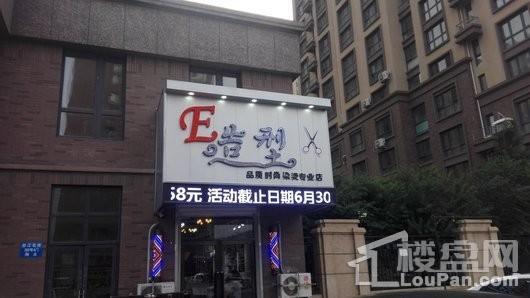 E造型
品质时尚染烫专业店
58元 活动截止日期6月30
楼盘网
LouPan.com